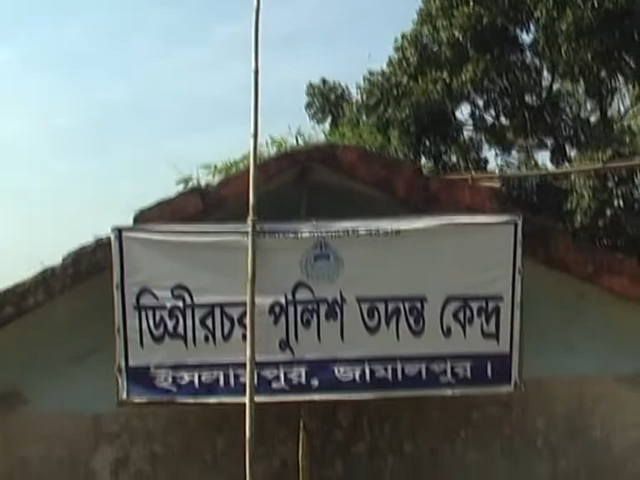 ডিগ্রীরচর পুলিশ তদন্ত কেন্দ্র
ইসলামপুর, জামালপুর।